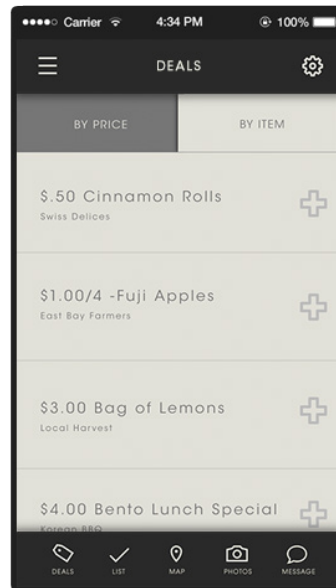 Carrier 4:34 PM 100%
DEALS
BY PRICE BY ITEM
$.50 Cinnamon Rolls
Swiss Delices
$1.00/4 -Fuji Apples
East Bay Farmers
$3.00 Bag of Lemons
Local Harvest
$4.00 Bento Lunch Special
Korean BBQ
DEALS LIST MAP PHOTOS MESSAGE